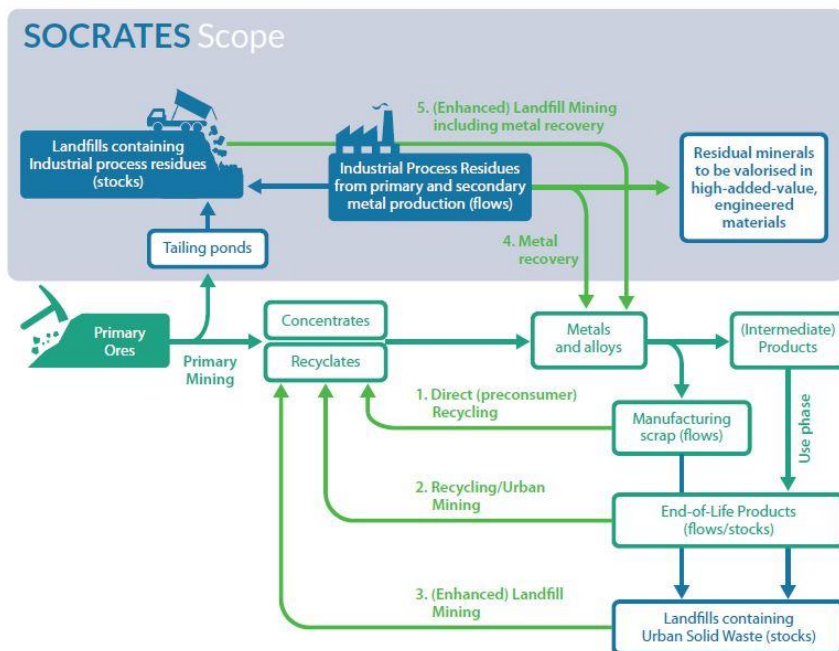 SOCRATES Scope
5. (Enhanced) Landfill Mining
including metal recovery
Landfills containing
Industrial process residues
(stocks)
Industrial Process Residues
from primary and secondary
metal production (flows)
Residual minerals
to be valorised in
high-added-value,
engineered
materials
Tailing ponds
4. Metal
recovery
Primary
Ores
Primary
Mining
Concentrates
Recyclates
Metals
and alloys
(Intermediate)
Products
1. Direct (preconsumer)
Recycling
Manufacturing
scrap (flows)
Use phase
2. Recycling/Urban
Mining
End-of-Life Products
(flows/stocks)
3. (Enhanced) Landfill
Mining
Landfills containing
Urban Solid Waste (stocks)